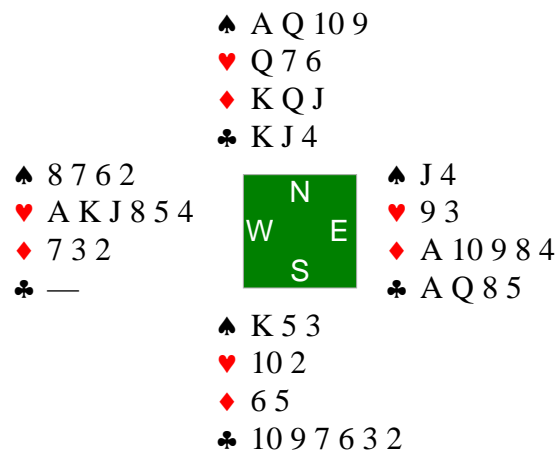 ♠ A Q 10 9
♥ Q 7 6
♦ K Q J
♣ K J 4
♠ 8 7 6 2
♥ A K J 8 5 4
♦ 7 3 2
♣ —
N
W E
S
♠ J 4
♥ 9 3
♦ A 10 9 8 4
♣ A Q 8 5
♠ K 5 3
♥ 10 2
♦ 6 5
♣ 10 9 7 6 3 2